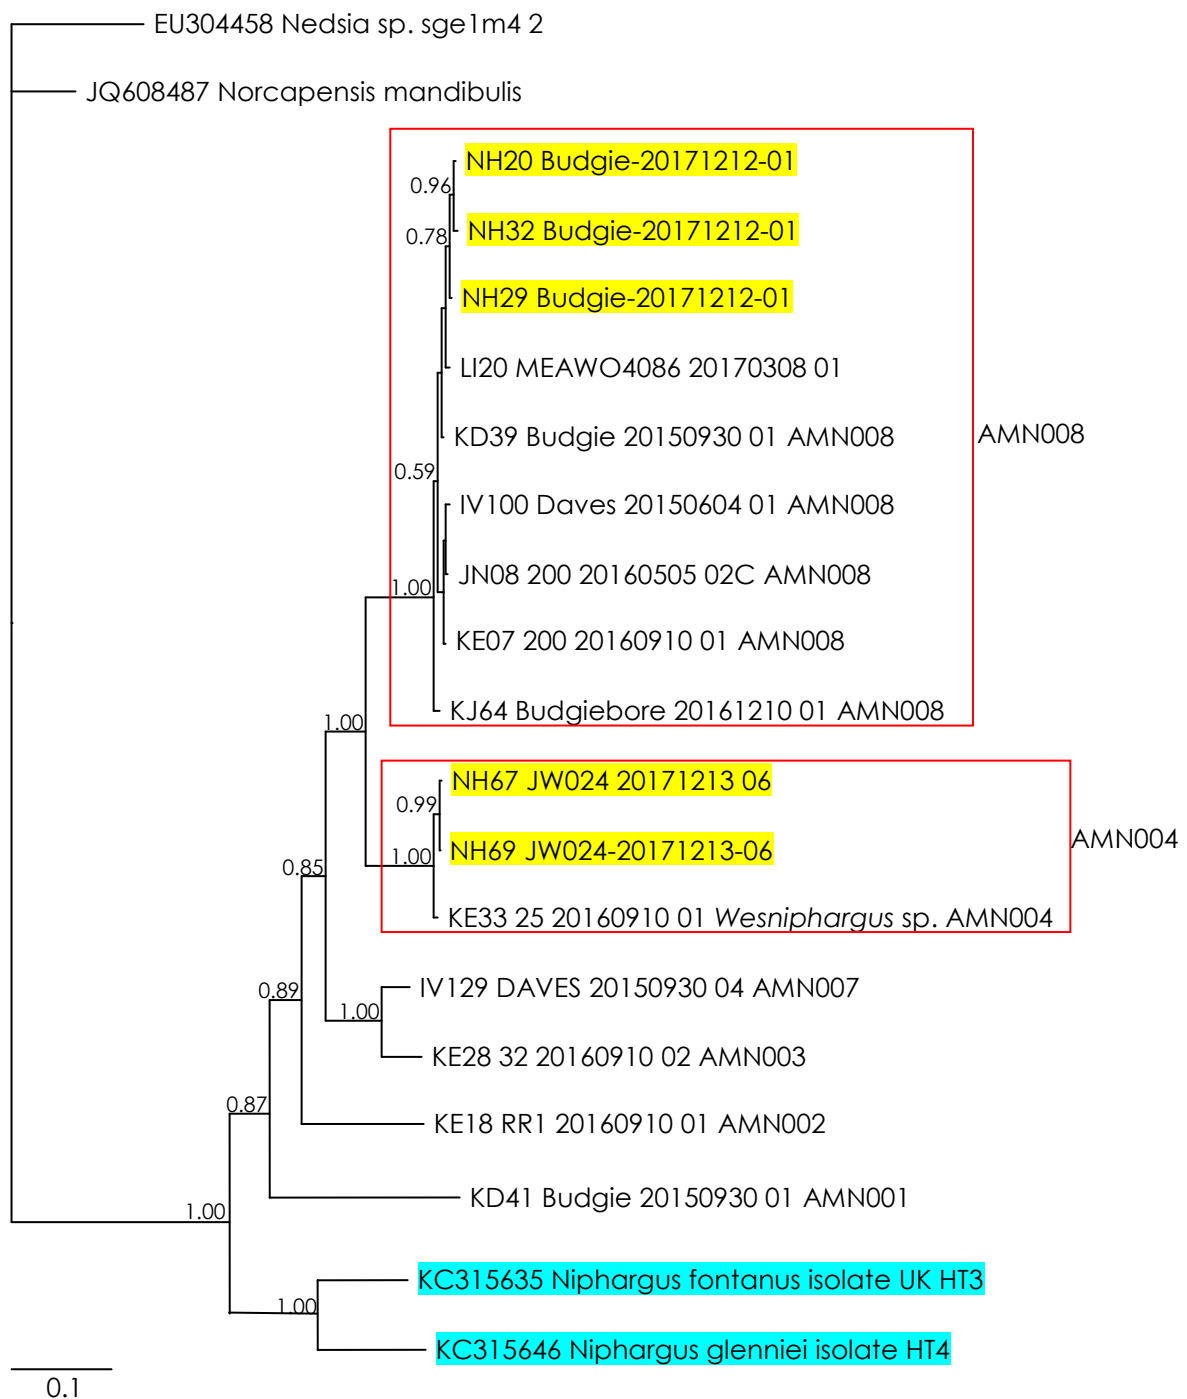 EU304458 Nedsia sp. sge1m4 2
JQ608487 Norcapensis mandibulis
NH20 Budgie-20171212-01
0.96
NH32 Budgie-20171212-01
0.78
NH29 Budgie-20171212-01
LI20 MEAWO4086 20170308 01
KD39 Budgie 20150930 01 AMN008
AMN008
0.59
IV100 Daves 20150604 01 AMN008
JN08 200 20160505 02C AMN008
1.00
KE07 200 20160910 01 AMN008
KJ64 Budgiebore 20161210 01 AMN008
1.00
NH67 JW024 20171213 06
0.99
NH69 JW024-20171213-06
AMN004
1.00
0.85
KE33 25 20160910 01 Wesniphargus sp. AMN004
IV129 DAVES 20150930 04 AMN007
0.89
1.00
KE28 32 20160910 02 AMN003
0.87
KE18 RR1 20160910 01 AMN002
KD41 Budgie 20150930 01 AMN001
1.00
KC315635 Niphargus fontanus isolate UK HT3
1.00
KC315646 Niphargus glenniei isolate HT4
0.1